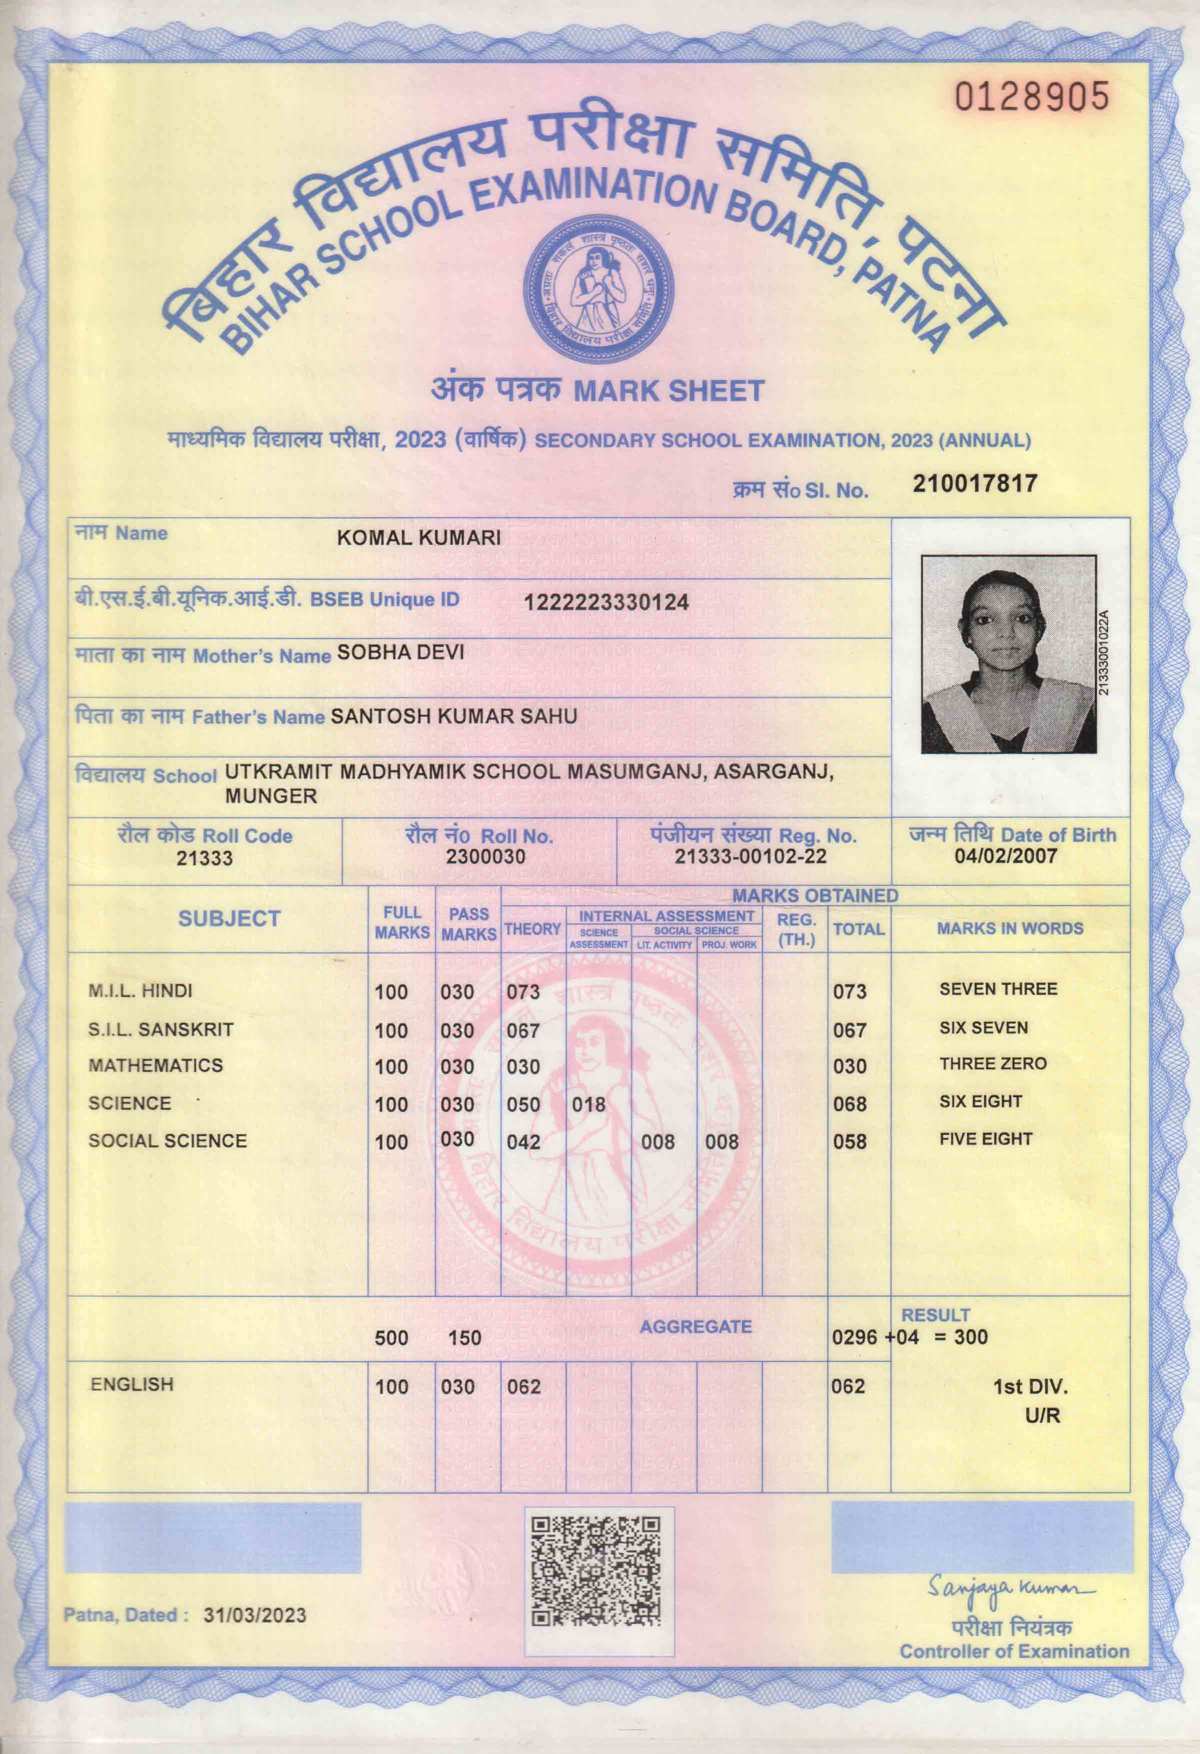 0128905
बिहार विद्यालय परीक्षा समिति, पटना
BIHAR SCHOOL EXAMINATION BOARD, PATNA
अंक पत्रक MARK SHEET
माध्यमिक विद्यालय परीक्षा, 2023 (वार्षिक) SECONDARY SCHOOL EXAMINATION, 2023 (ANNUAL)
क्रम सं० Sl. No. 210017817
नाम Name KOMAL KUMARI
बी.एस.ई.बी.यूनिक.आई.डी. BSEB Unique ID 1222223330124
माता का नाम Mother's Name SOBHA DEVI
21333001022A
पिता का नाम Father's Name SANTOSH KUMAR SAHU
विद्यालय School UTKRAMIT MADHYAMIK SCHOOL MASUMGANJ, ASARGANJ,
MUNGER
रौल कोड Roll Code रौल नं० Roll No. पंजीयन संख्या Reg. No. जन्म तिथि Date of Birth
21333 2300030 21333-00102-22 04/02/2007
MARKS OBTAINED
SUBJECT FULL MARKS PASS MARKS THEORY INTERNAL ASSESSMENT REG. (TH.) TOTAL MARKS IN WORDS
SCIENCE ASSESSMENT SOCIAL SCIENCE
LIT. ACTIVITY PROJ. WORK
M.I.L. HINDI 100 030 073 073 SEVEN THREE
S.I.L. SANSKRIT 100 030 067 067 SIX SEVEN
MATHEMATICS 100 030 030 030 THREE ZERO
SCIENCE 100 030 050 018 068 SIX EIGHT
SOCIAL SCIENCE 100 030 042 008 008 058 FIVE EIGHT
बिहार विद्यालय परीक्षा समिति
AGGREGATE RESULT
500 150 0296 +04 = 300
ENGLISH 100 030 062 062 1st DIV.
U/R
Sanjaya Kumar
Patna, Dated : 31/03/2023
परीक्षा नियंत्रक
Controller of Examination